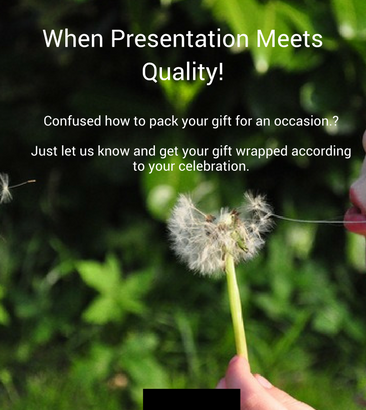 When Presentation Meets
Quality!
Confused how to pack your gift for an occasion.?
Just let us know and get your gift wrapped according
to your celebration.